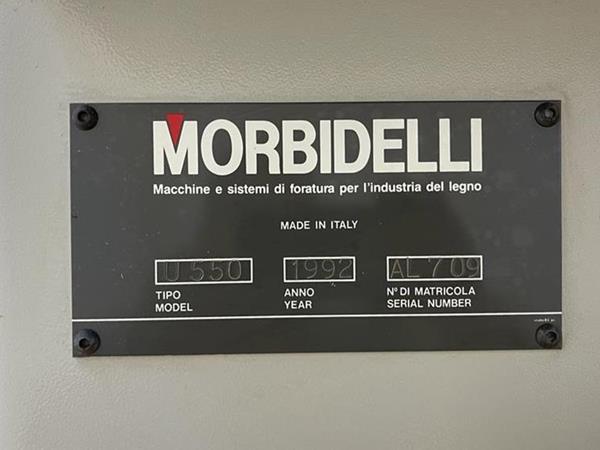 MORBIDELLI
Macchine e sistemi di foratura per l'industria del legno
MADE IN ITALY
U 550 1992 AL 709
TIPO ANNO N° DI MATRICOLA
MODEL YEAR SERIAL NUMBER